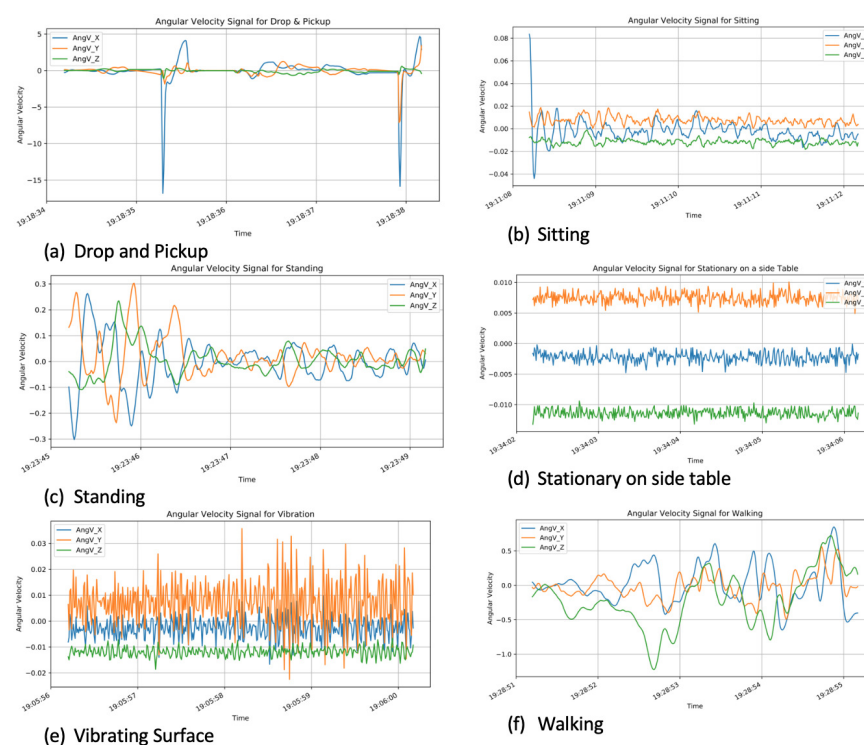 Angular Velocity Signal for Drop & Pickup
AngV_X
AngV_Y
AngV_Z
5
0
−5
−10
−15
Angular Velocity
19:18:34
19:18:35
19:18:36
19:18:37
19:18:38
Time
(a) Drop and Pickup
Angular Velocity Signal for Sitting
AngV_
AngV_
AngV_
0.08
0.06
0.04
0.02
0.00
−0.02
−0.04
Angular Velocity
19:11:08
19:11:09
19:11:10
19:11:11
19:11:12
Time
(b) Sitting
Angular Velocity Signal for Standing
AngV_X
AngV_Y
AngV_Z
0.3
0.2
0.1
0.0
−0.1
−0.2
−0.3
Angular Velocity
19:23:45
19:23:46
19:23:47
19:23:48
19:23:49
Time
(c) Standing
Angular Velocity Signal for Stationary on a side Table
AngV_
AngV_
AngV_
0.010
0.005
0.000
−0.005
−0.010
Angular Velocity
19:34:02
19:34:03
19:34:04
19:34:05
19:34:06
Time
(d) Stationary on side table
Angular Velocity Signal for Vibration
AngV_X
AngV_Y
AngV_Z
0.03
0.02
0.01
0.00
−0.01
−0.02
Angular Velocity
19:05:56
19:05:57
19:05:58
19:05:59
19:06:00
Time
(e) Vibrating Surface
Angular Velocity Signal for Walking
AngV_X
AngV_Y
AngV_Z
0.5
0.0
−0.5
−1.0
Angular Velocity
19:28:51
19:28:52
19:28:53
19:28:54
19:28:55
Time
(f) Walking